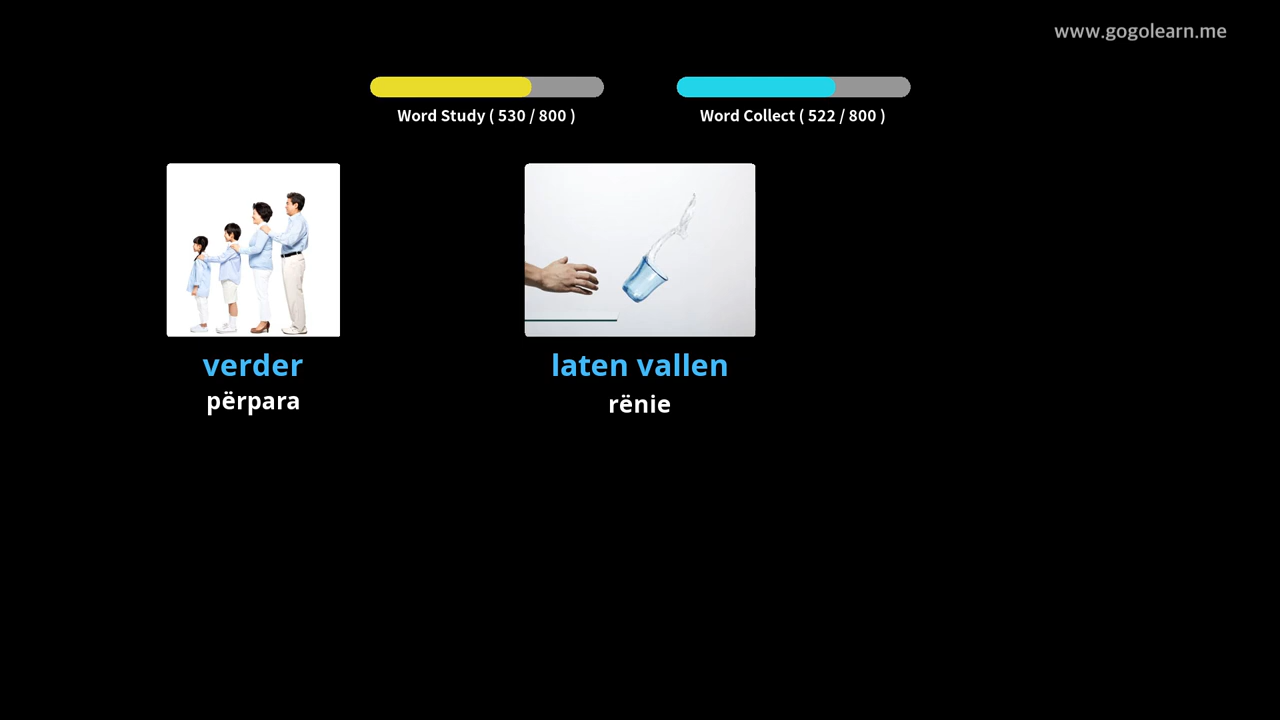 www.gogolearn.me
Word Study ( 530 / 800 )
Word Collect ( 522 / 800 )
verder
përpara
laten vallen
rënie